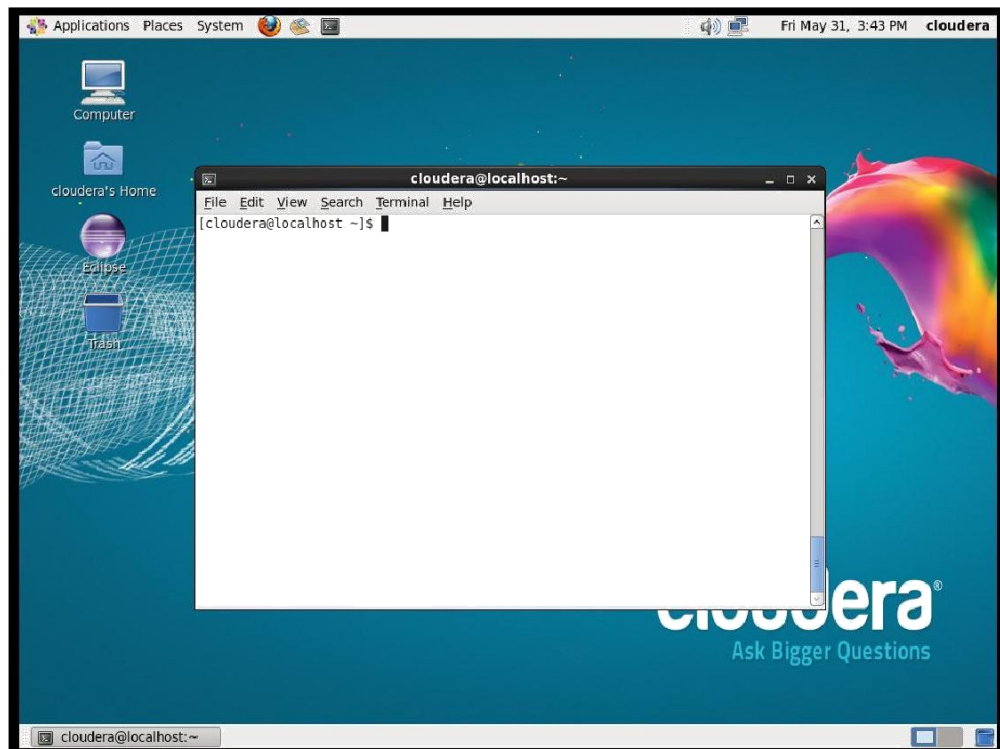 Applications Places System Fri May 31, 3:43 PM cloudera
Computer
cloudera's Home
Eclipse
Trash
cloudera@localhost:~
File Edit View Search Terminal Help
[cloudera@localhost ~]$
cloudera®
Ask Bigger Questions
cloudera@localhost:~